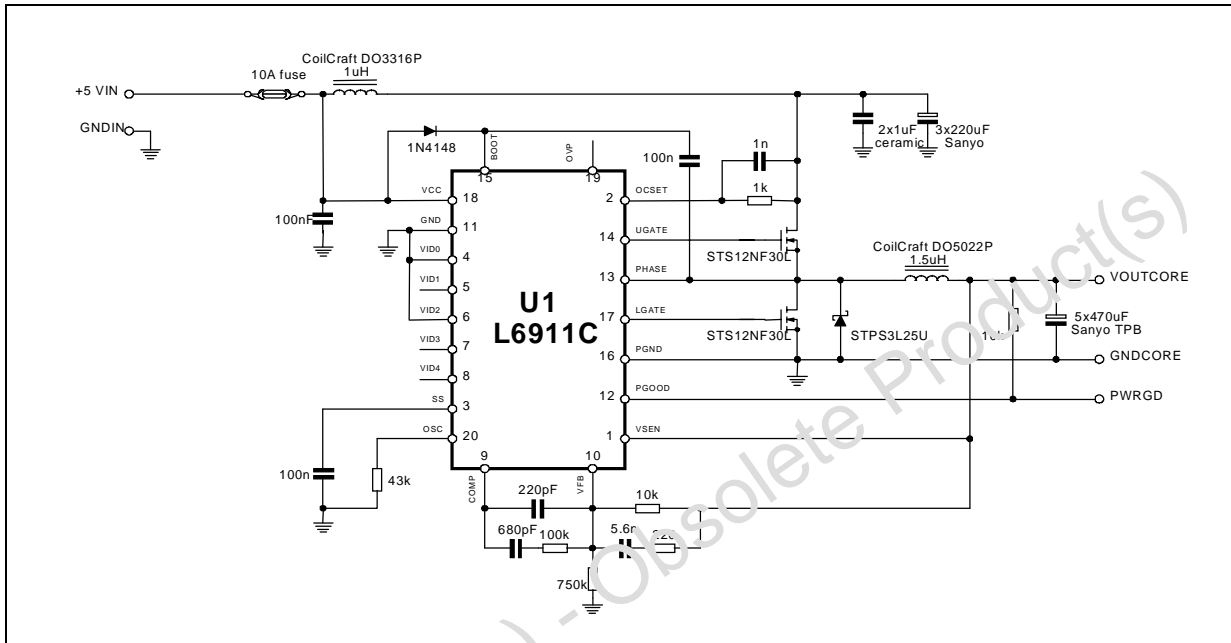 CoilCraft DO3316P
1uH
10A fuse
+5 VIN
GNDIN
1N4148
BOOT
15
OVP
19
100n
1n
1k
2x1uF
ceramic
3x220uF
Sanyo
VCC
18
100nF
GND
11
VID0
4
VID1
5
VID2
6
VID3
7
VID4
8
SS
3
OSC
20
U1
L6911C
2
OCSET
14
UGATE
13
PHASE
17
LGATE
16
PGND
12
PGOOD
1
VSEN
STS12NF30L
STS12NF30L
STPS3L25U
CoilCraft DO5022P
1.5uH
5x470uF
Sanyo TPB
VOUTCORE
GNDCORE
PWRGD
100n
43k
9
COMP
10
VFB
220pF
10k
680pF
100k
5.6n
750k
- Obsolete Product(s)